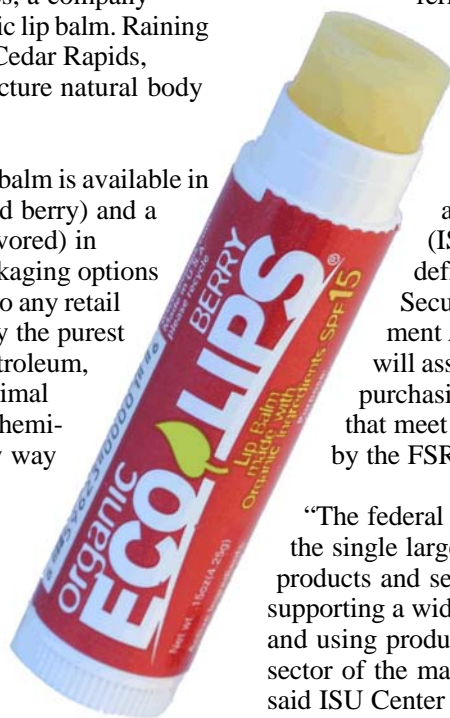 s, a company
ic lip balm. Raining
Cedar Rapids,
cture natural body
balm is available in
d berry) and a
vored) in
kaging options
o any retail
y the purest
troleum,
imal
hemi-
way
Made in U.S.A.
please recycle
BERRY
organic
ECO LIPS®
Lip Balm
made with
Organic Ingredients SPF 15
Net wt .15oz(4.25g)
a
(IS
defi
Secu
ment A
will ass
purchasi
that meet
by the FSR
“The federal
the single large
products and se
supporting a wid
and using produ
sector of the ma
said ISU Center